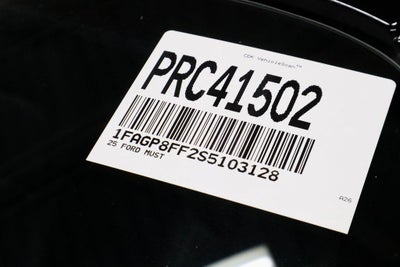 CDK VehicleScan™
PRC41502
1FAGP8FF2S5103128
25 FORD MUST
A26